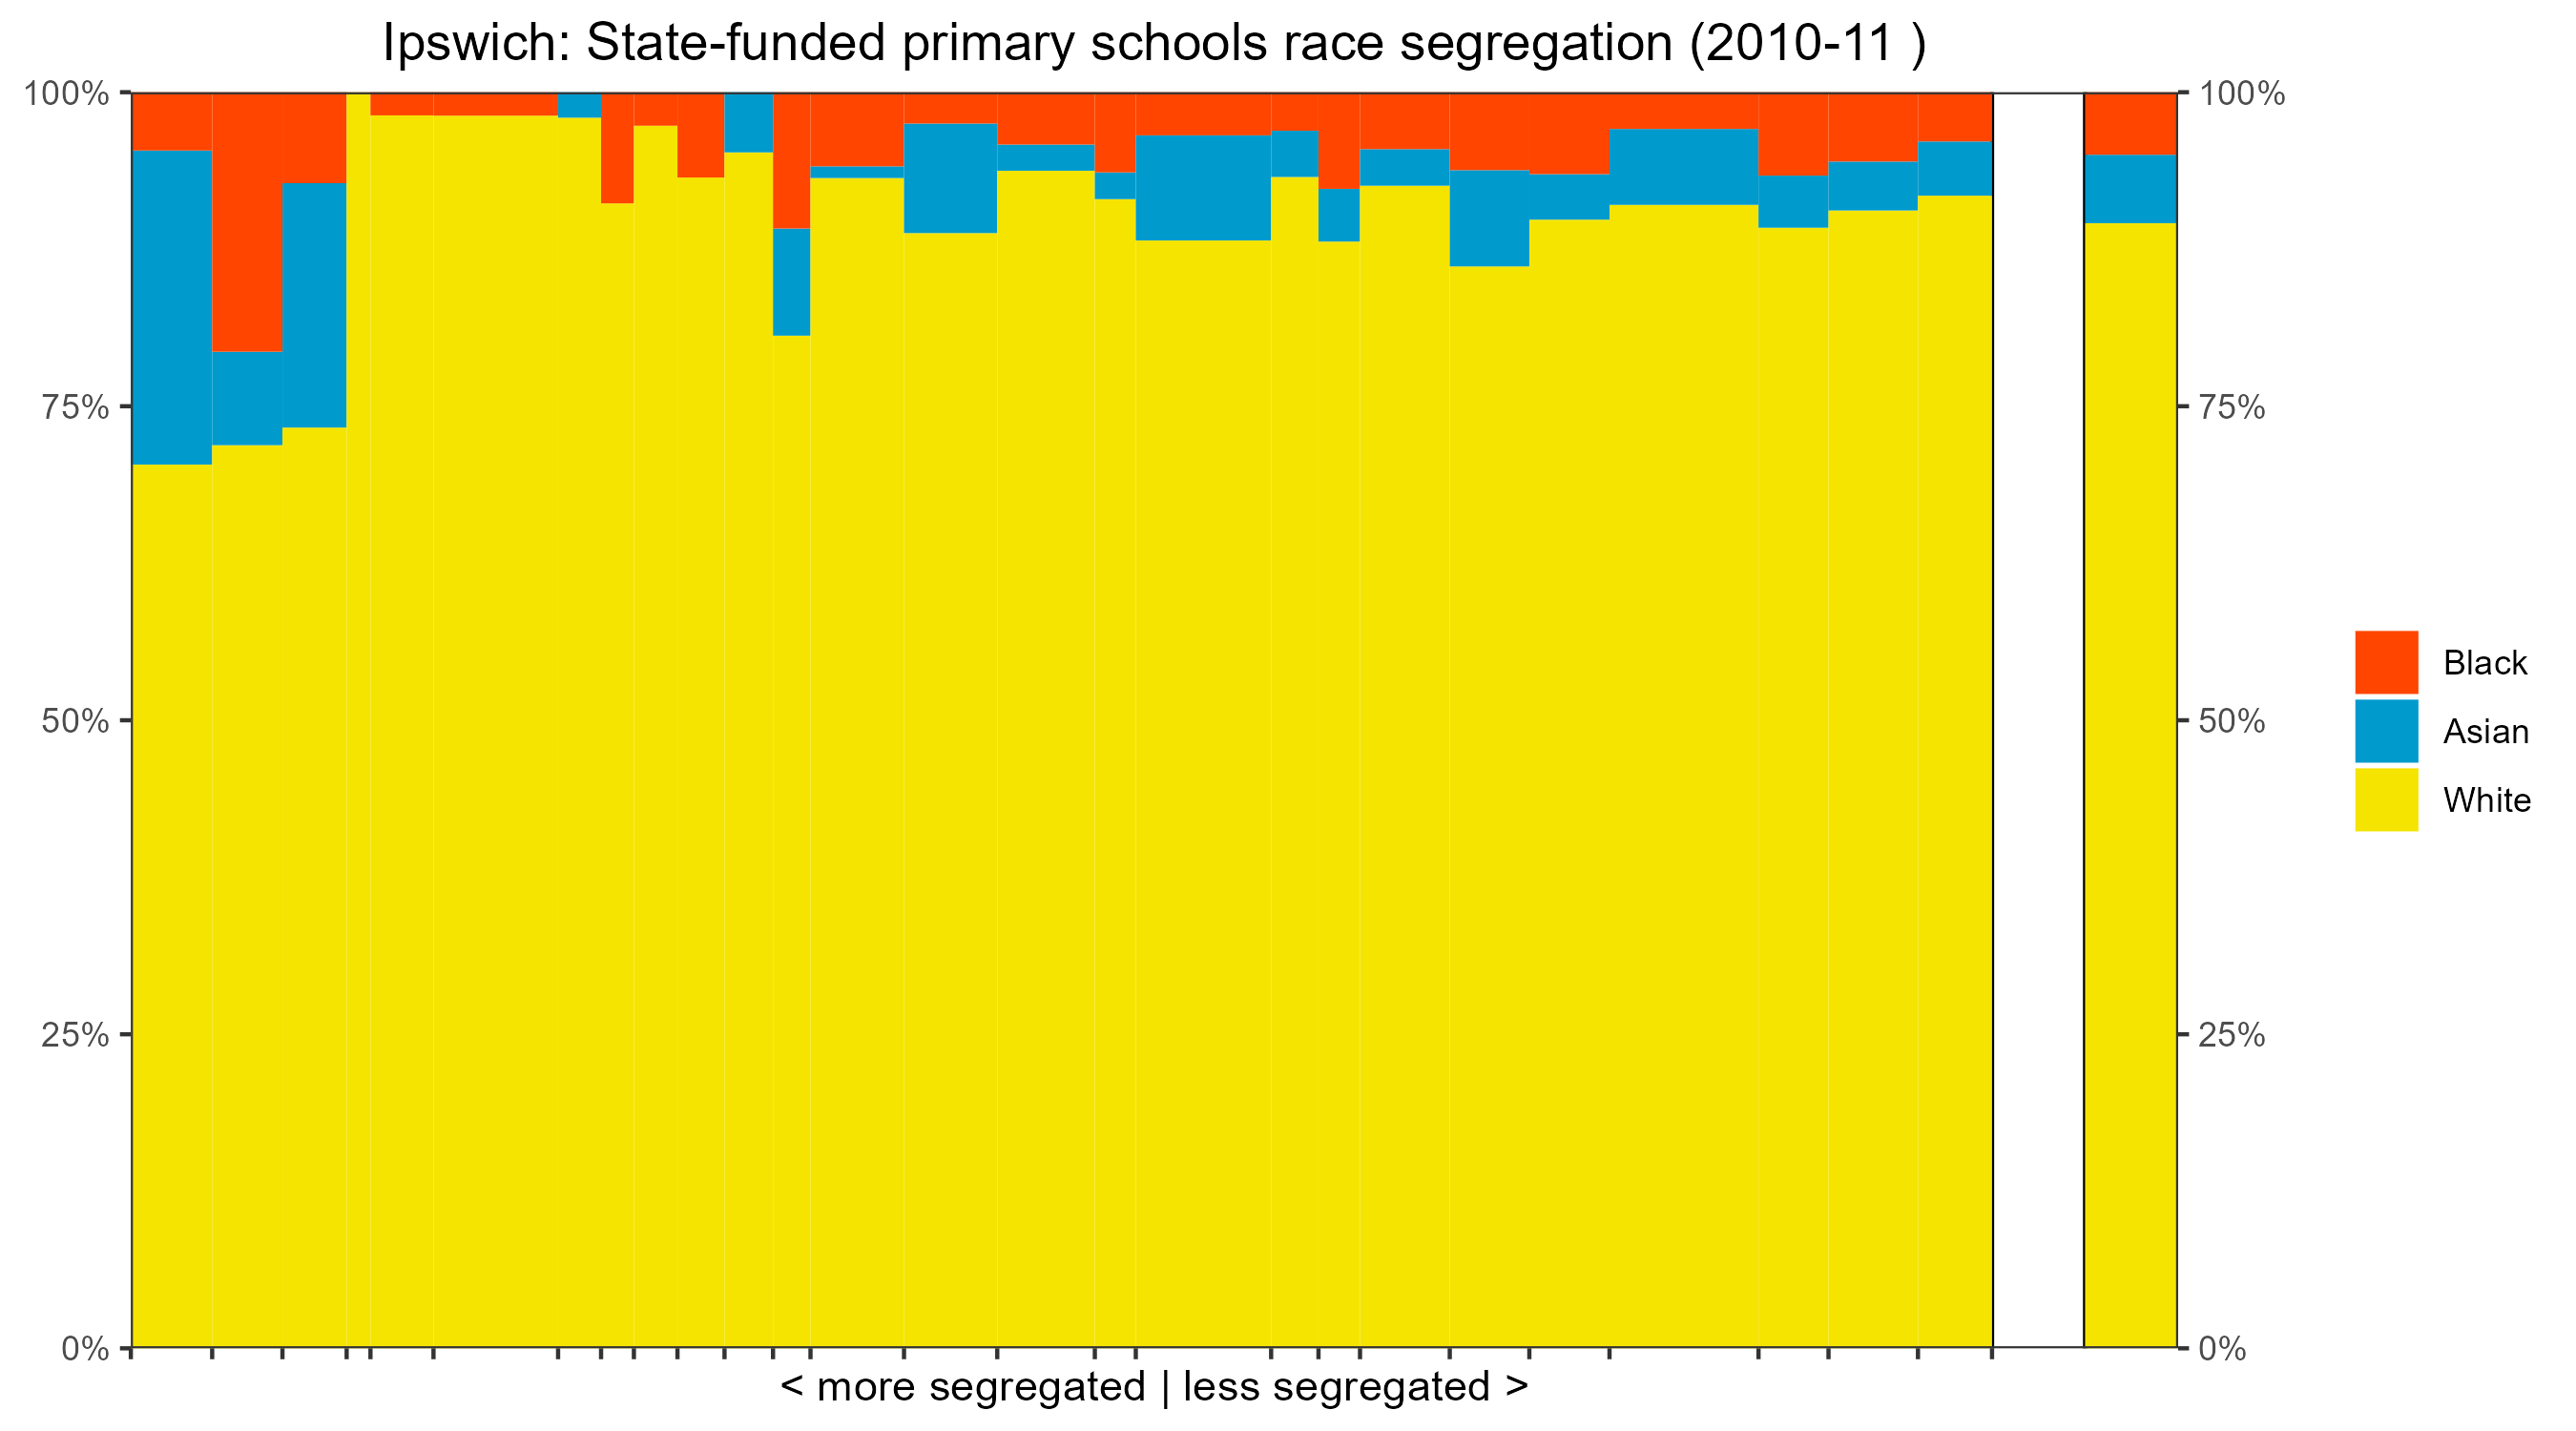 Ipswich: State-funded primary schools race segregation (2010-11 )
100%
100%
75%
75%
50%
50%
25%
25%
0%
0%
Black
Asian
White
< more segregated | less segregated >